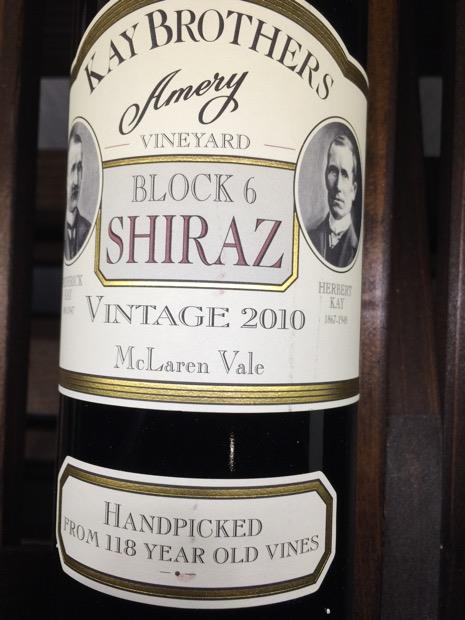 KAY BROTHERS
Amery
VINEYARD
BLOCK 6
SHIRAZ
HERBERT
KAY
VINTAGE 2010
McLaren Vale
HANDPICKED
FROM 118 YEAR OLD VINES